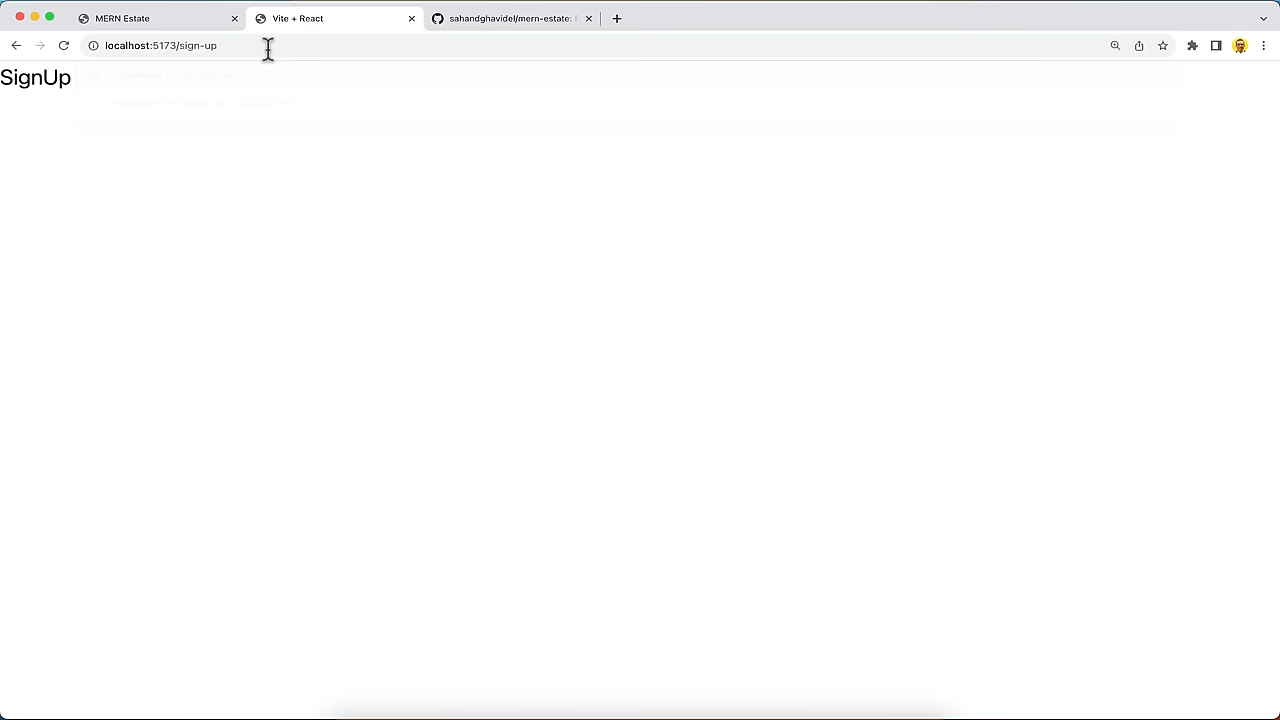 MERN Estate
Vite + React
sahandghavidel/mern-estate:
localhost:5173/sign-up
SignUp